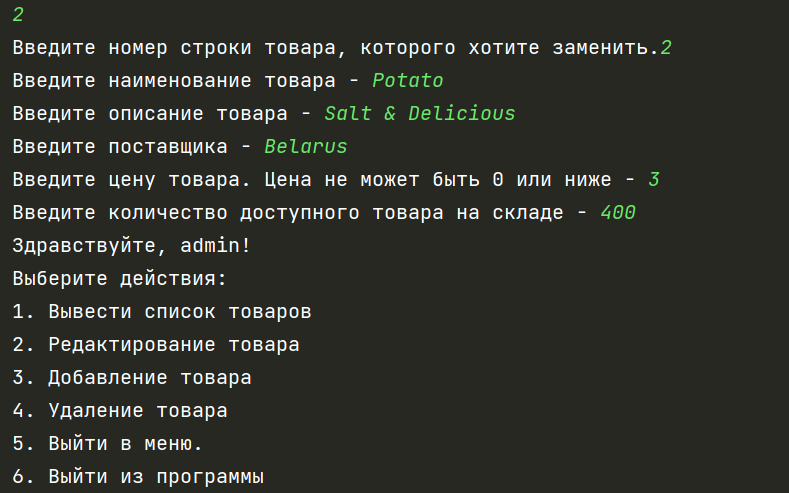 2
Введите номер строки товара, которого хотите заменить.2
Введите наименование товара - Potato
Введите описание товара - Salt & Delicious
Введите поставщика - Belarus
Введите цену товара. Цена не может быть 0 или ниже - 3
Введите количество доступного товара на складе - 400
Здравствуйте, admin!
Выберите действия:
1. Вывести список товаров
2. Редактирование товара
3. Добавление товара
4. Удаление товара
5. Выйти в меню.
6. Выйти из программы